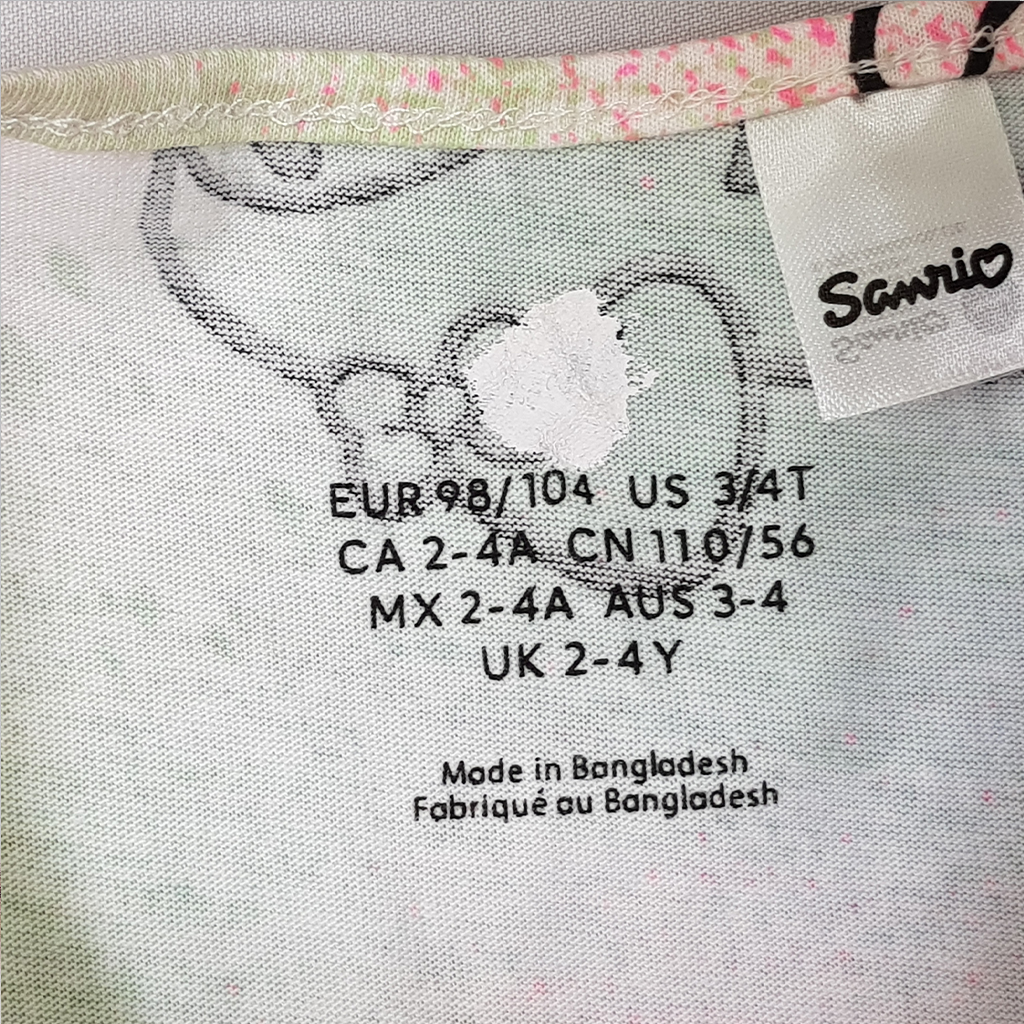 Sanrio
EUR 98/104 US 3/4T
CA 2-4A CN 110/56
MX 2-4A AUS 3-4
UK 2-4Y
Made in Bangladesh
Fabriqué au Bangladesh